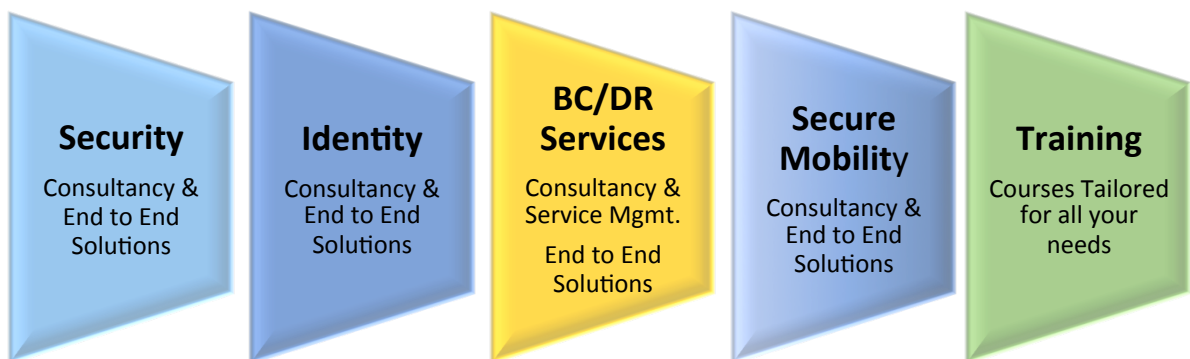 Security
Consultancy &
End to End
Solutions
Identity
Consultancy &
End to End
Solutions
BC/DR
Services
Consultancy &
Service Mgmt.
End to End
Solutions
Secure
Mobility
Consultancy &
End to End
Solutions
Training
Courses Tailored
for all your
needs